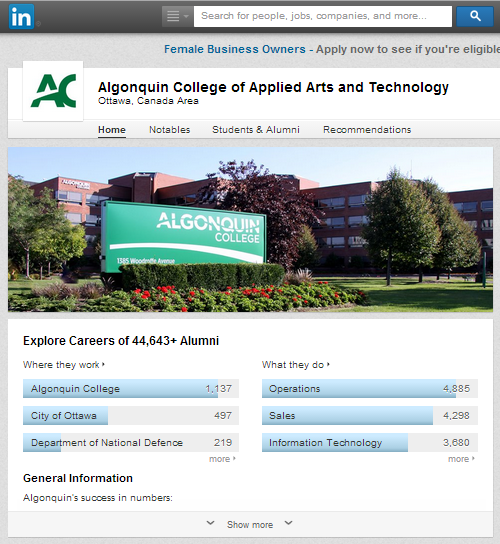 in
Search for people, jobs, companies, and more...
Female Business Owners - Apply now to see if you're eligible
AC
Algonquin College of Applied Arts and Technology
Ottawa, Canada Area
Home Notables Students & Alumni Recommendations
ALGONQUIN
ALGONQUIN
COLLEGE
1385 Woodroffe Avenue
Explore Careers of 44,643+ Alumni
Where they work What they do
Algonquin College 1,137 Operations 4,885
City of Ottawa 497 Sales 4,298
Department of National Defence 219 Information Technology 3,680
more more
General Information
Algonquin's success in numbers:
Show more